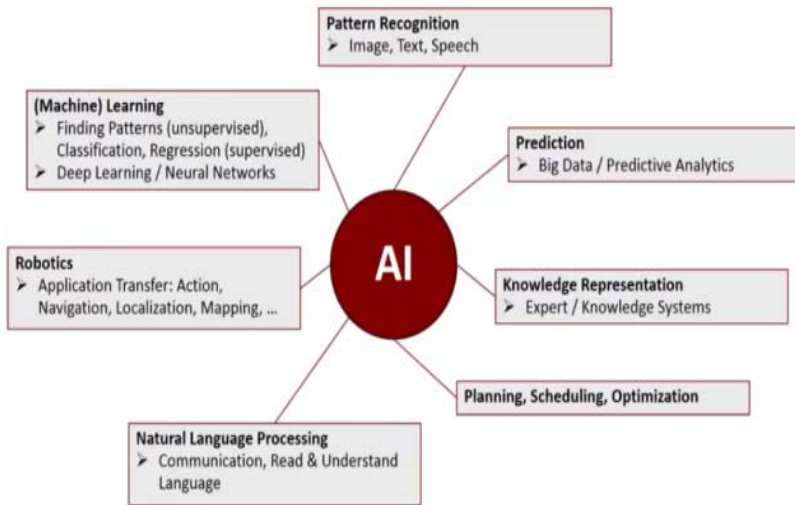 Pattern Recognition
➢ Image, Text, Speech
(Machine) Learning
➢ Finding Patterns (unsupervised),
Classification, Regression (supervised)
➢ Deep Learning / Neural Networks
Prediction
➢ Big Data / Predictive Analytics
AI
Robotics
➢ Application Transfer: Action,
Navigation, Localization, Mapping, ...
Knowledge Representation
➢ Expert / Knowledge Systems
Planning, Scheduling, Optimization
Natural Language Processing
➢ Communication, Read & Understand
Language